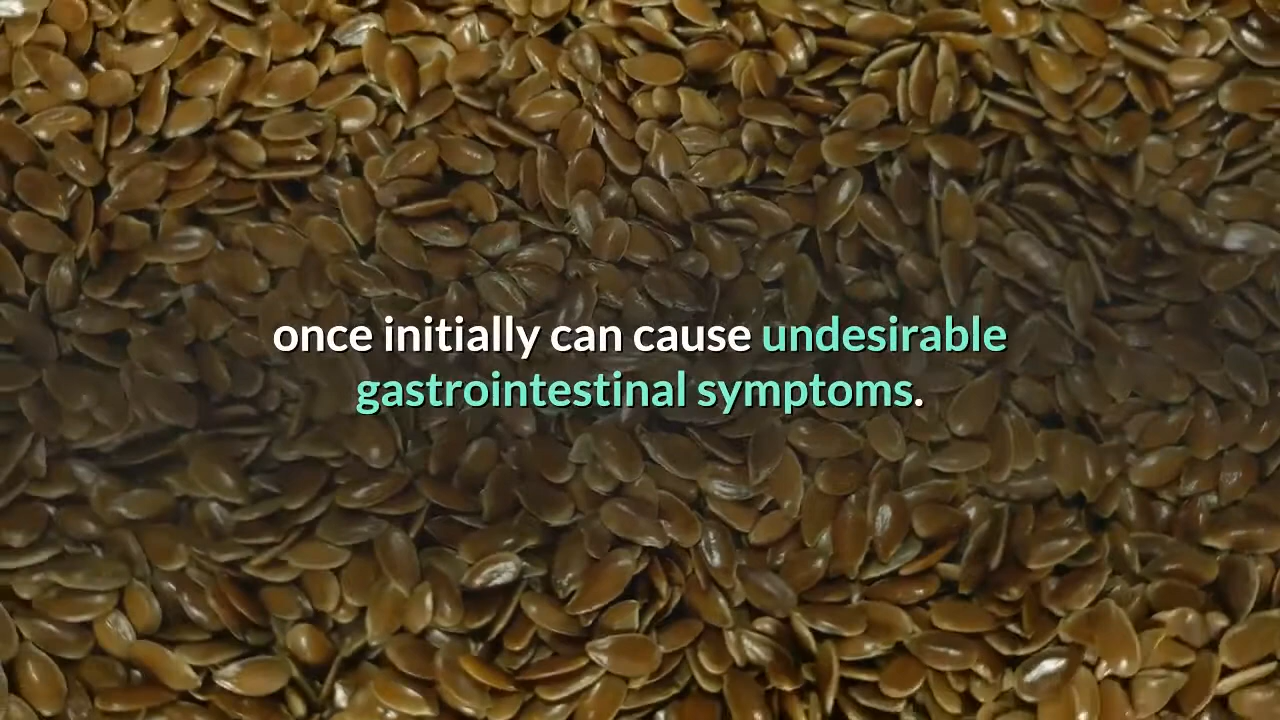 once initially can cause undesirable
gastrointestinal symptoms.